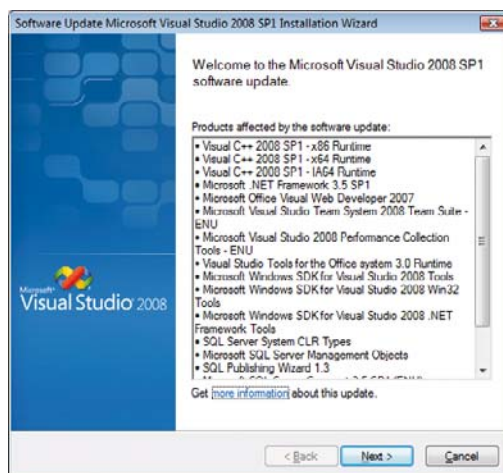 Software Update Microsoft Visual Studio 2008 SP1 Installation Wizard
Welcome to the Microsoft Visual Studio 2008 SP1
software update.
Products affected by the software update:
• Visual C++ 2008 SP1 - x86 Runtime
• Visual C++ 2008 SP1 - x64 Runtime
• Visual C++ 2008 SP1 - IA64 Runtime
• Microsoft .NET Framework 3.5 SP1
• Microsoft Office Visual Web Developer 2007
• Microsoft Visual Studio Team System 2008 Team Suite -
ENU
• Microsoft Visual Studio 2008 Performance Collection
Tools - ENU
• Visual Studio Tools for the Office system 3.0 Runtime
• Microsoft Windows SDK for Visual Studio 2008 Tools
• Microsoft Windows SDK for Visual Studio 2008 Win32
Tools
• Microsoft Windows SDK for Visual Studio 2008 .NET
Framework Tools
• SQL Server System CLR Types
• Microsoft SQL Server Management Objects
• SQL Publishing Wizard 1.3
Microsoft
Visual Studio 2008
Get more information about this update.
< Back
Next >
Cancel